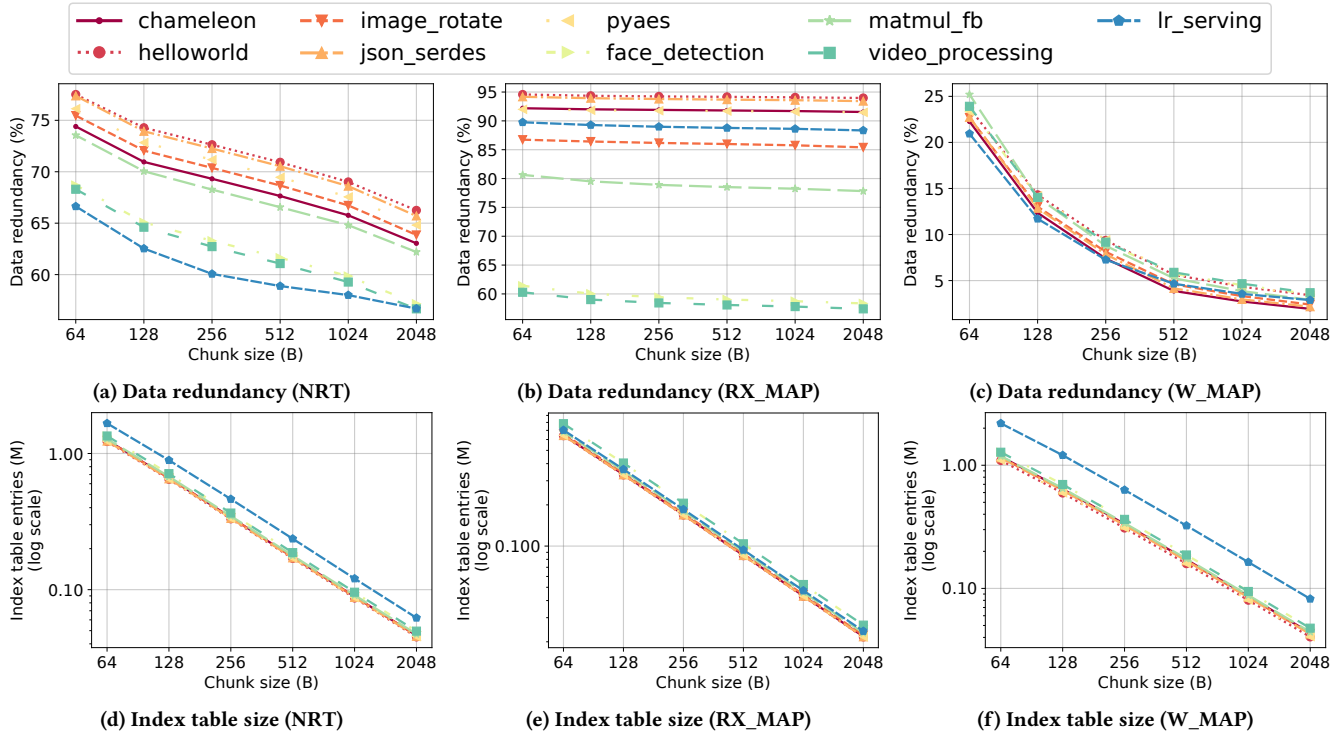 chameleon image_rotate pyaes matmul_fb lr_serving
helloworld json_serdes face_detection video_processing
Data redundancy (%)
75
70
65
60
64 128 256 512 1024 2048
Chunk size (B)
(a) Data redundancy (NRT)
Data redundancy (%)
95
90
85
80
75
70
65
60
64 128 256 512 1024 2048
Chunk size (B)
(b) Data redundancy (RX_MAP)
Data redundancy (%)
25
20
15
10
5
64 128 256 512 1024 2048
Chunk size (B)
(c) Data redundancy (W_MAP)
Index table entries (M)
(log scale)
1.00
0.10
64 128 256 512 1024 2048
Chunk size (B)
(d) Index table size (NRT)
Index table entries (M)
(log scale)
0.100
64 128 256 512 1024 2048
Chunk size (B)
(e) Index table size (RX_MAP)
Index table entries (M)
(log scale)
1.00
0.10
64 128 256 512 1024 2048
Chunk size (B)
(f) Index table size (W_MAP)